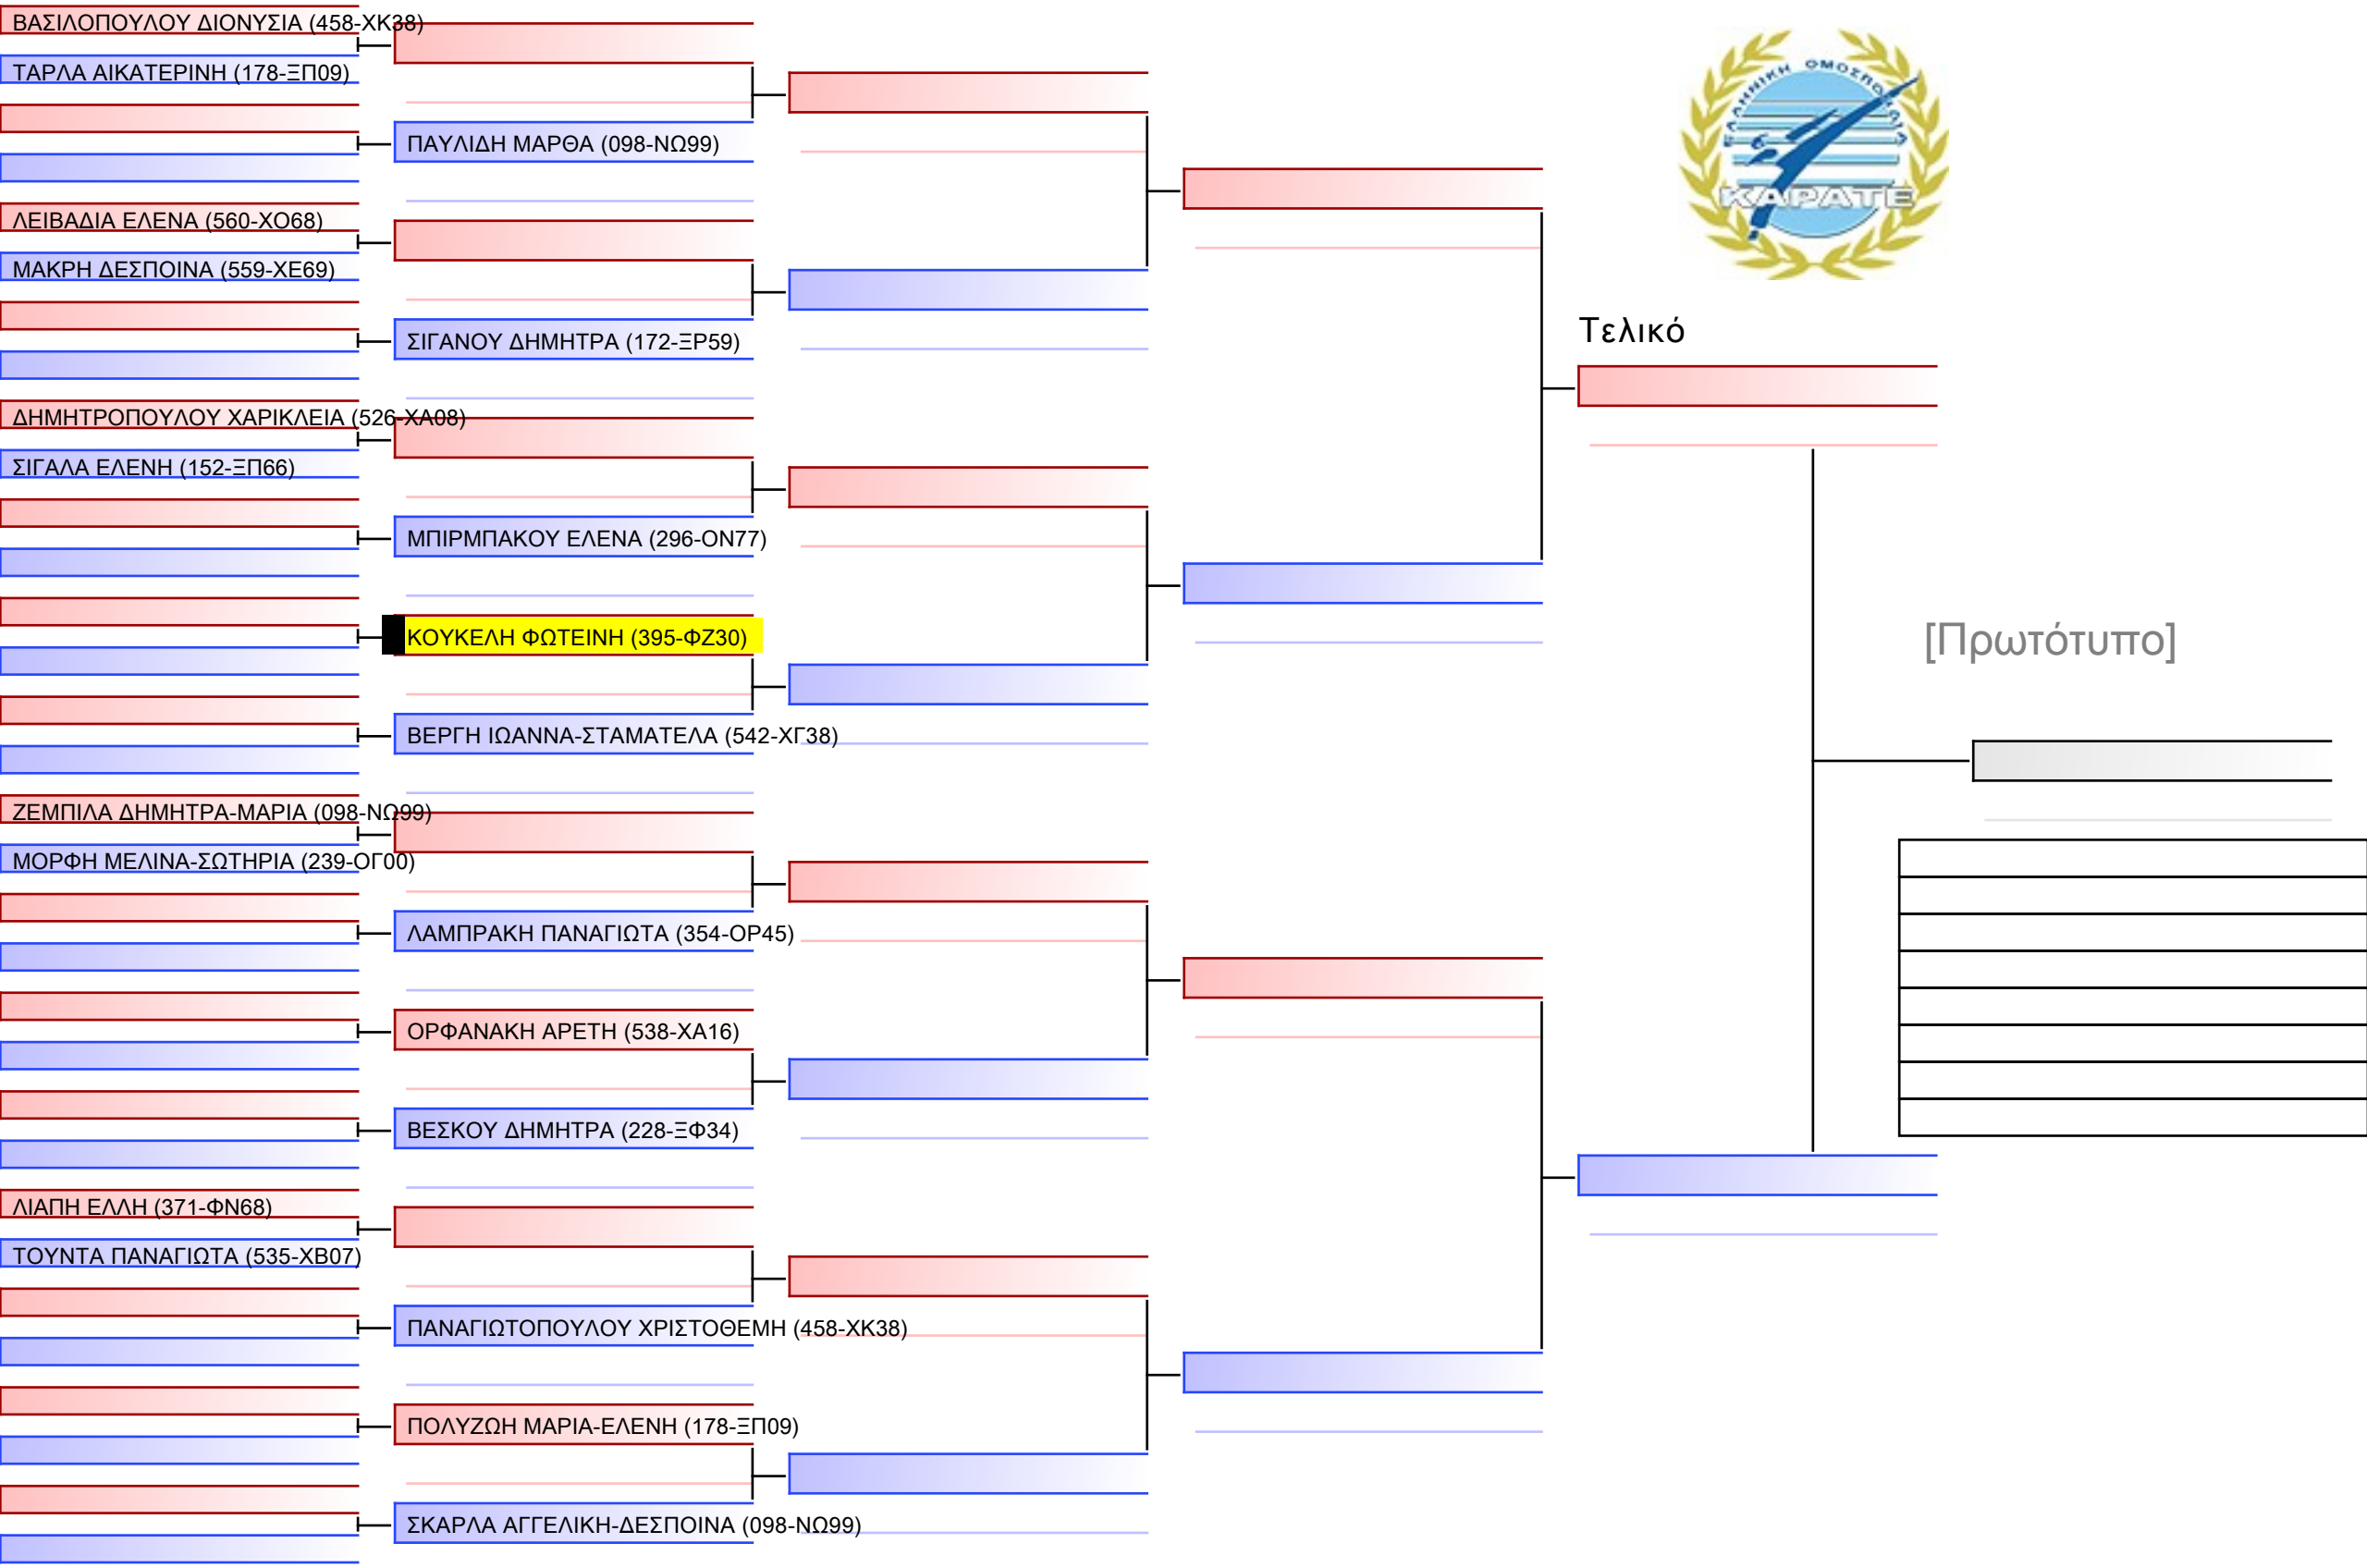 ΒΑΣΙΛΟΠΟΥΛΟΥ ΔΙΟΝΥΣΙΑ (458-ΧΚ38)
ΤΑΡΛΑ ΑΙΚΑΤΕΡΙΝΗ (178-ΞΠ09)
ΠΑΥΛΙΔΗ ΜΑΡΘΑ (098-ΝΩ99)
ΛΕΙΒΑΔΙΑ ΕΛΕΝΑ (560-ΧΟ68)
ΜΑΚΡΗ ΔΕΣΠΟΙΝΑ (559-ΧΕ69)
ΣΙΓΑΝΟΥ ΔΗΜΗΤΡΑ (172-ΞΡ59)
ΔΗΜΗΤΡΟΠΟΥΛΟΥ ΧΑΡΙΚΛΕΙΑ (526-ΧΑ08)
ΣΙΓΑΛΑ ΕΛΕΝΗ (152-ΞΠ66)
ΜΠΙΡΜΠΑΚΟΥ ΕΛΕΝΑ (296-ΟΝ77)
ΚΟΥΚΕΛΗ ΦΩΤΕΙΝΗ (395-ΦΖ30)
ΒΕΡΓΗ ΙΩΑΝΝΑ-ΣΤΑΜΑΤΕΛΑ (542-ΧΓ38)
ΖΕΜΠΙΛΑ ΔΗΜΗΤΡΑ-ΜΑΡΙΑ (098-ΝΩ99)
ΜΟΡΦΗ ΜΕΛΙΝΑ-ΣΩΤΗΡΙΑ (239-ΟΓ00)
ΛΑΜΠΡΑΚΗ ΠΑΝΑΓΙΩΤΑ (354-ΟΡ45)
ΟΡΦΑΝΑΚΗ ΑΡΕΤΗ (538-ΧΑ16)
ΒΕΣΚΟΥ ΔΗΜΗΤΡΑ (228-ΞΦ34)
ΛΙΑΠΗ ΕΛΛΗ (371-ΦΝ68)
ΤΟΥΝΤΑ ΠΑΝΑΓΙΩΤΑ (535-ΧΒ07)
ΠΑΝΑΓΙΩΤΟΠΟΥΛΟΥ ΧΡΙΣΤΟΘΕΜΗ (458-ΧΚ38)
ΠΟΛΥΖΩΗ ΜΑΡΙΑ-ΕΛΕΝΗ (178-ΞΠ09)
ΣΚΑΡΛΑ ΑΓΓΕΛΙΚΗ-ΔΕΣΠΟΙΝΑ (098-ΝΩ99)
ΕΛΛΗΝΙΚΗ ΟΜΟΣΠΟΝΔΙΑ
ΚΑΡΑΤΕ
Τελικό
[Πρωτότυπο]